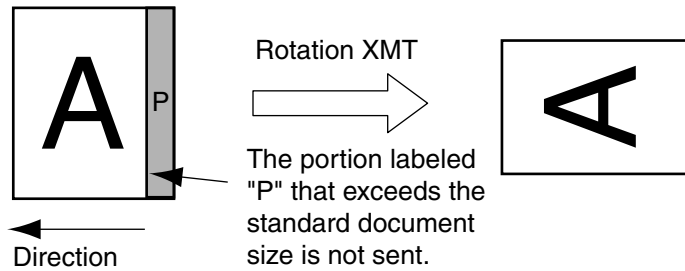 A
P
Rotation XMT
A
The portion labeled
"P" that exceeds the
standard document
size is not sent.
Direction